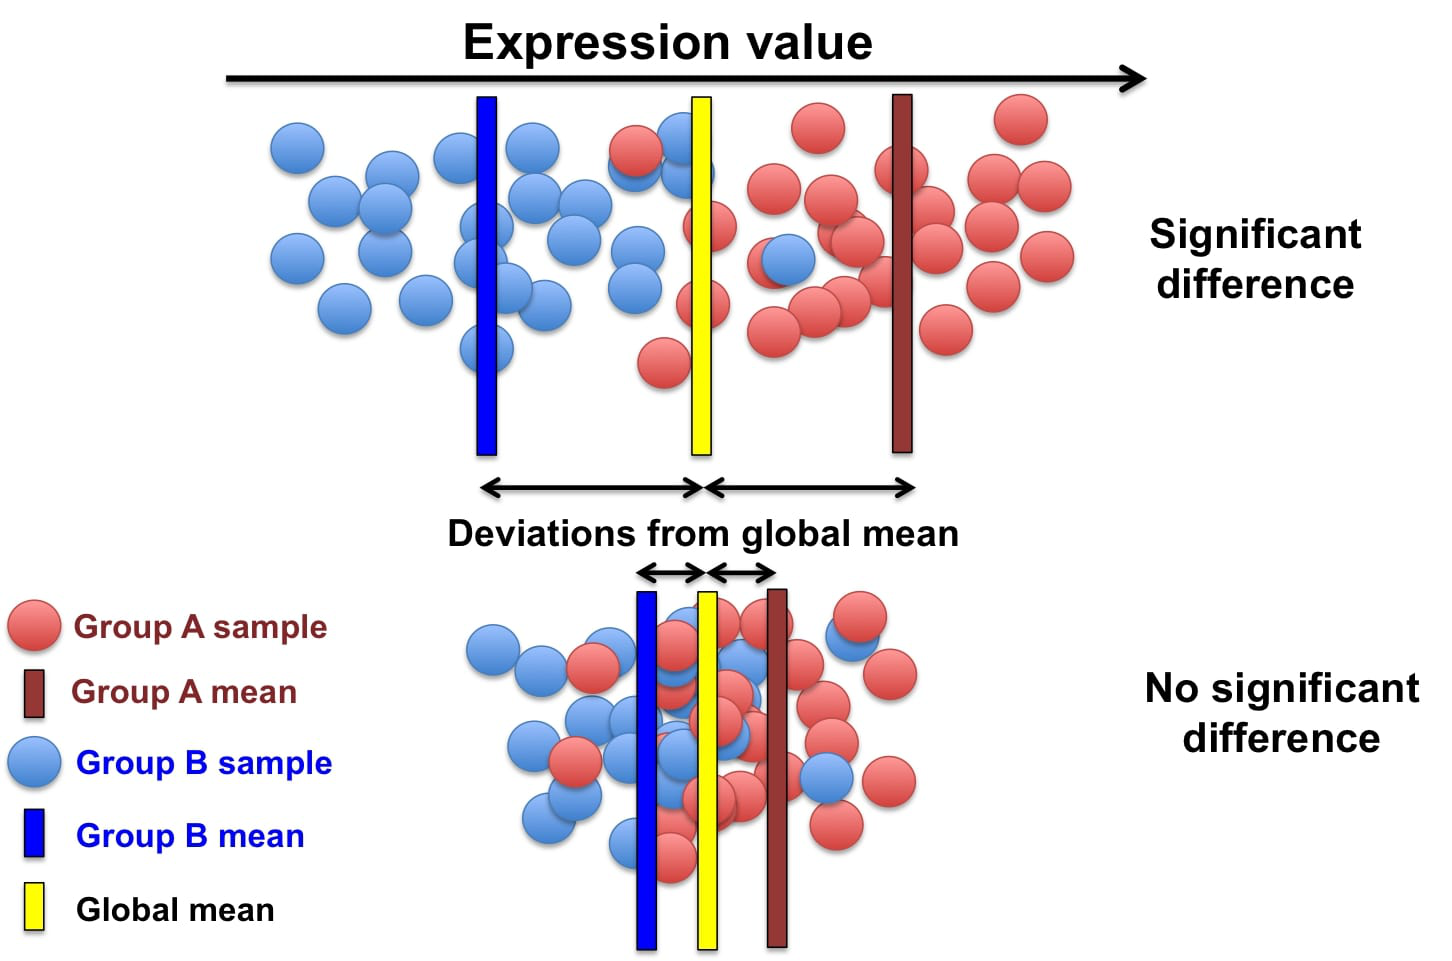 Expression value
Significant
difference
Deviations from global mean
Group A sample
Group A mean
Group B sample
Group B mean
Global mean
No significant
difference